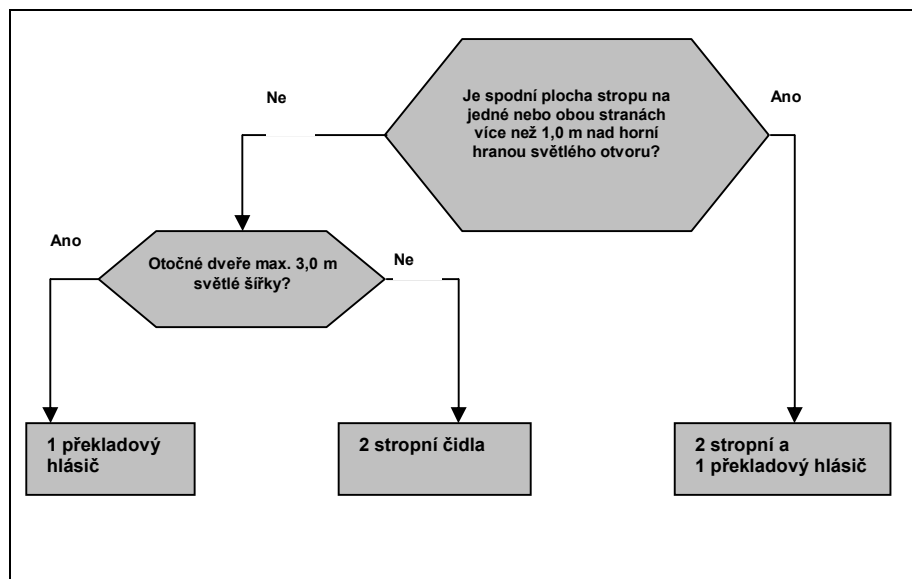 Je spodní plocha stropu na
jedné nebo obou stranách
více než 1,0 m nad horní
hranou světlého otvoru?
Ne
Ano
Otočné dveře max. 3,0 m
světlé šířky?
Ano
Ne
1 překladový
hlásič
2 stropní čidla
2 stropní a
1 překladový hlásič